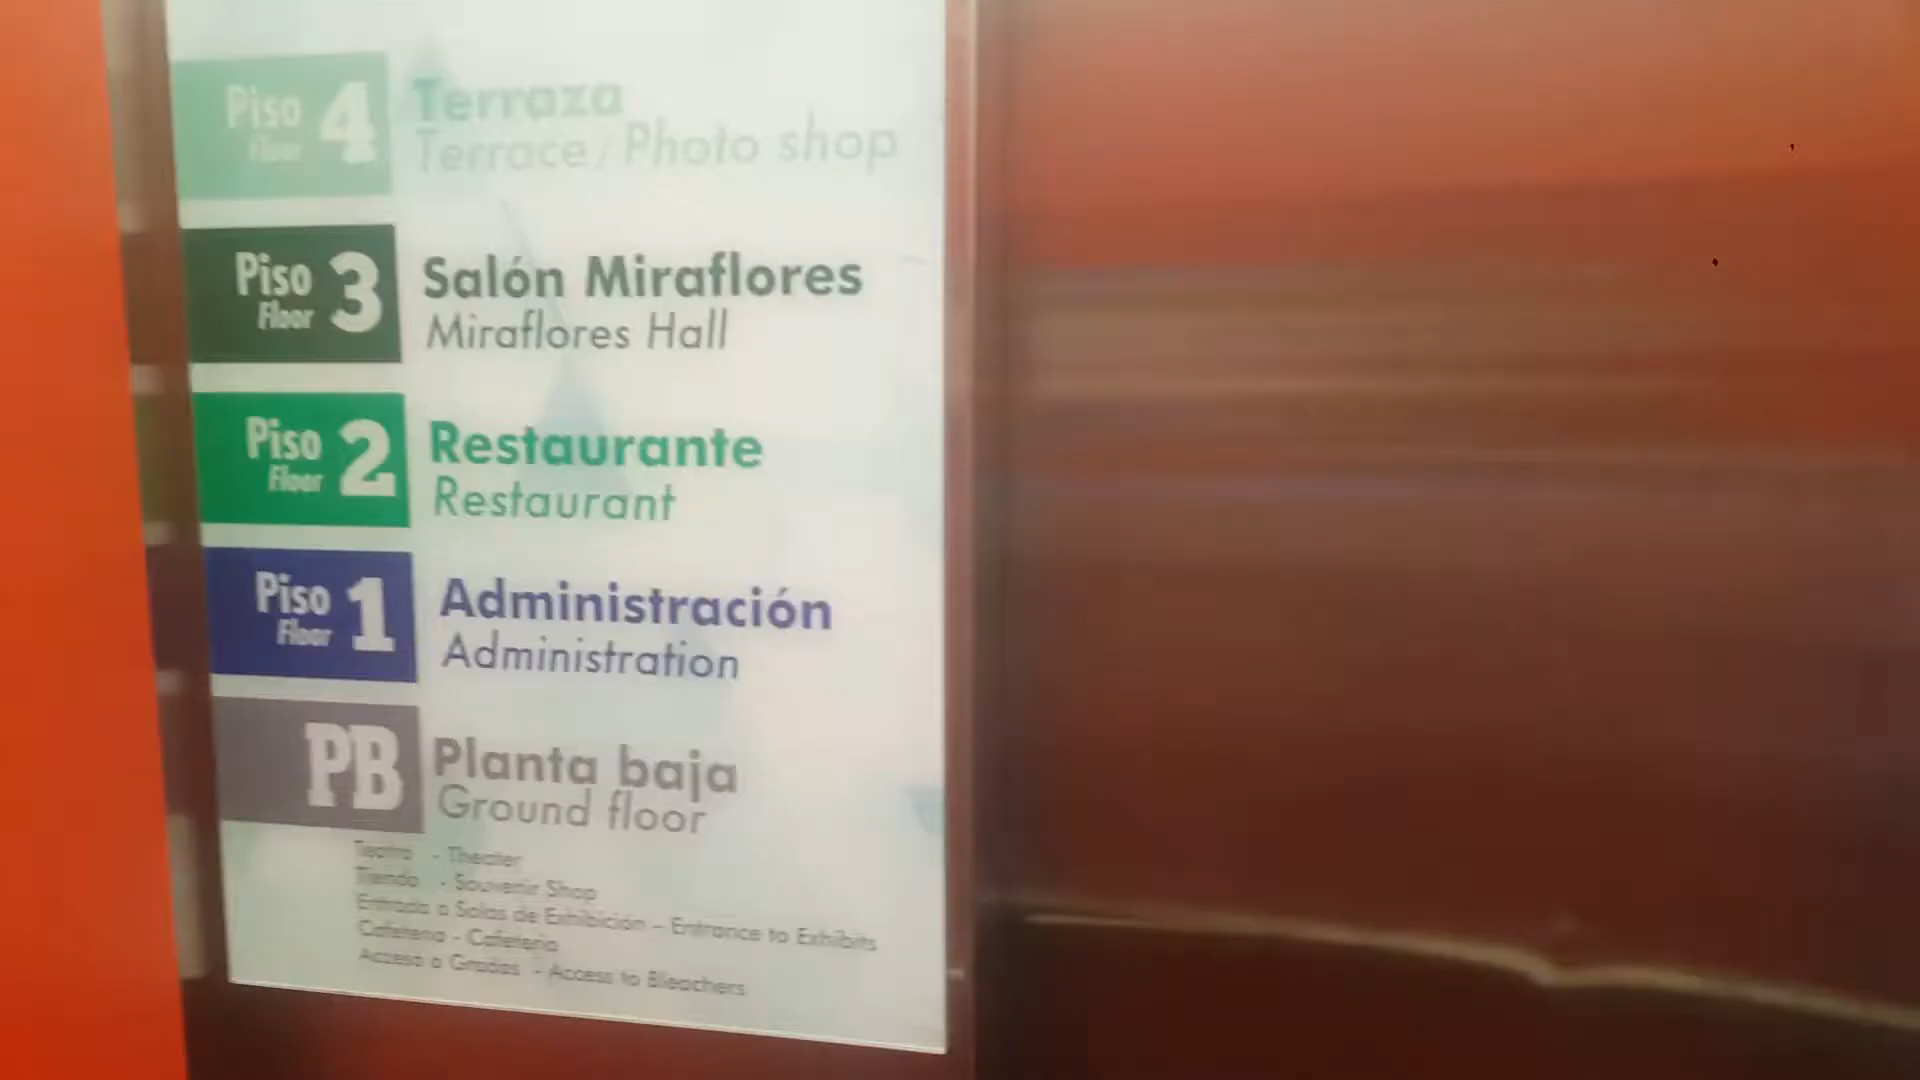 Piso 4 Terraza
Floor Terrace / Photo shop
Piso 3 Salón Miraflores
Floor Miraflores Hall
Piso 2 Restaurante
Floor Restaurant
Piso 1 Administración
Floor Administration
PB Planta baja
Ground floor
Teatro - Theater
Tienda - Souvenir Shop
Entrada a Salas de Exhibición – Entrance to Exhibits
Cafeteria - Cafeteria
Acceso a Gradas - Access to Bleachers